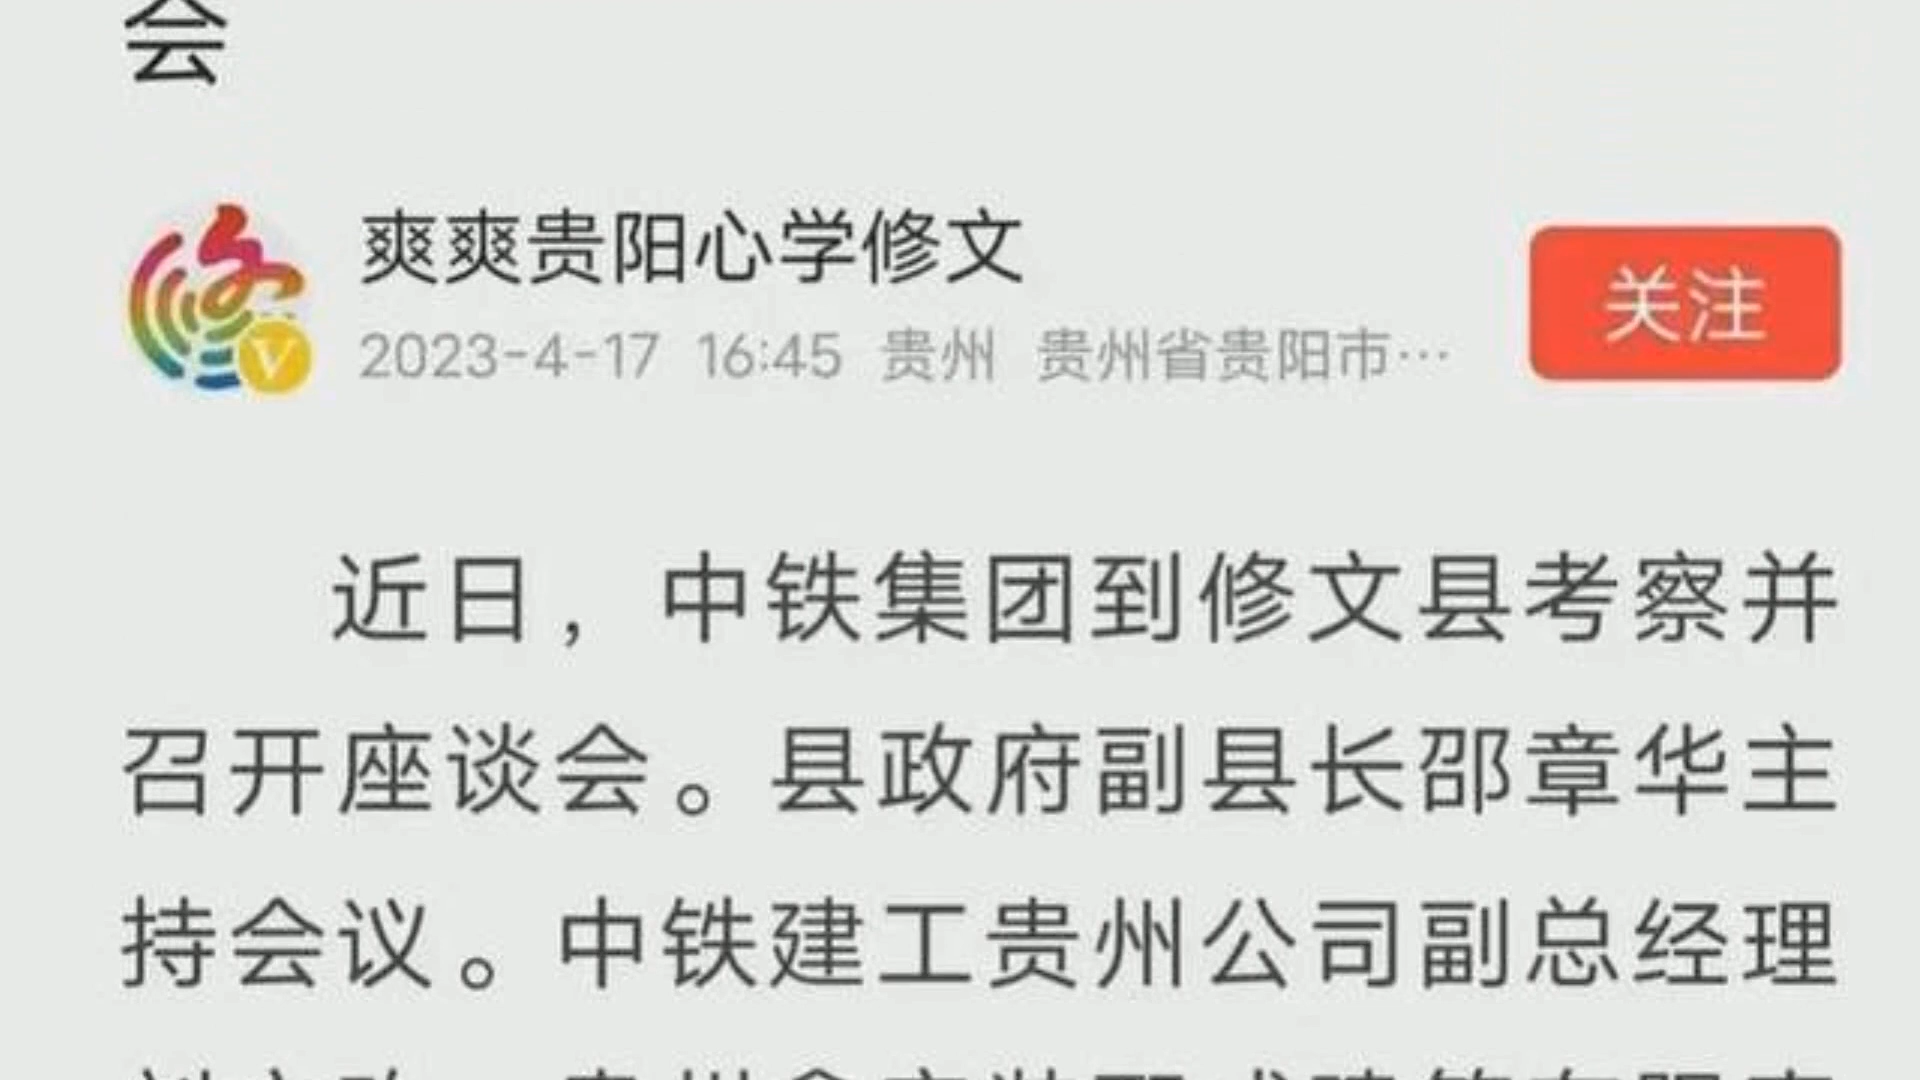 会
爽爽贵阳心学修文
2023-4-17 16:45 贵州 贵州省贵阳市…
关注
近日，中铁集团到修文县考察并
召开座谈会。县政府副县长邵章华主
持会议。中铁建工贵州公司副总经理